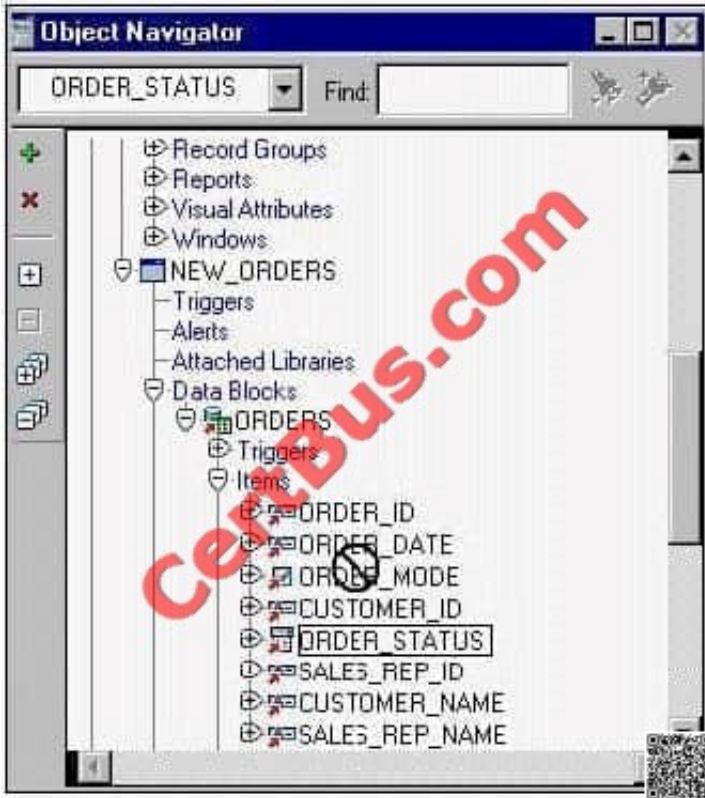 Object Navigator
ORDER_STATUS Find:
Record Groups
Reports
Visual Attributes
Windows
NEW_ORDERS
Triggers
Alerts
Attached Libraries
Data Blocks
ORDERS
Triggers
Items
ORDER_ID
ORDER_DATE
ORDER_MODE
CUSTOMER_ID
ORDER_STATUS
SALES_REP_ID
CUSTOMER_NAME
SALES_REP_NAME
CertBus.com